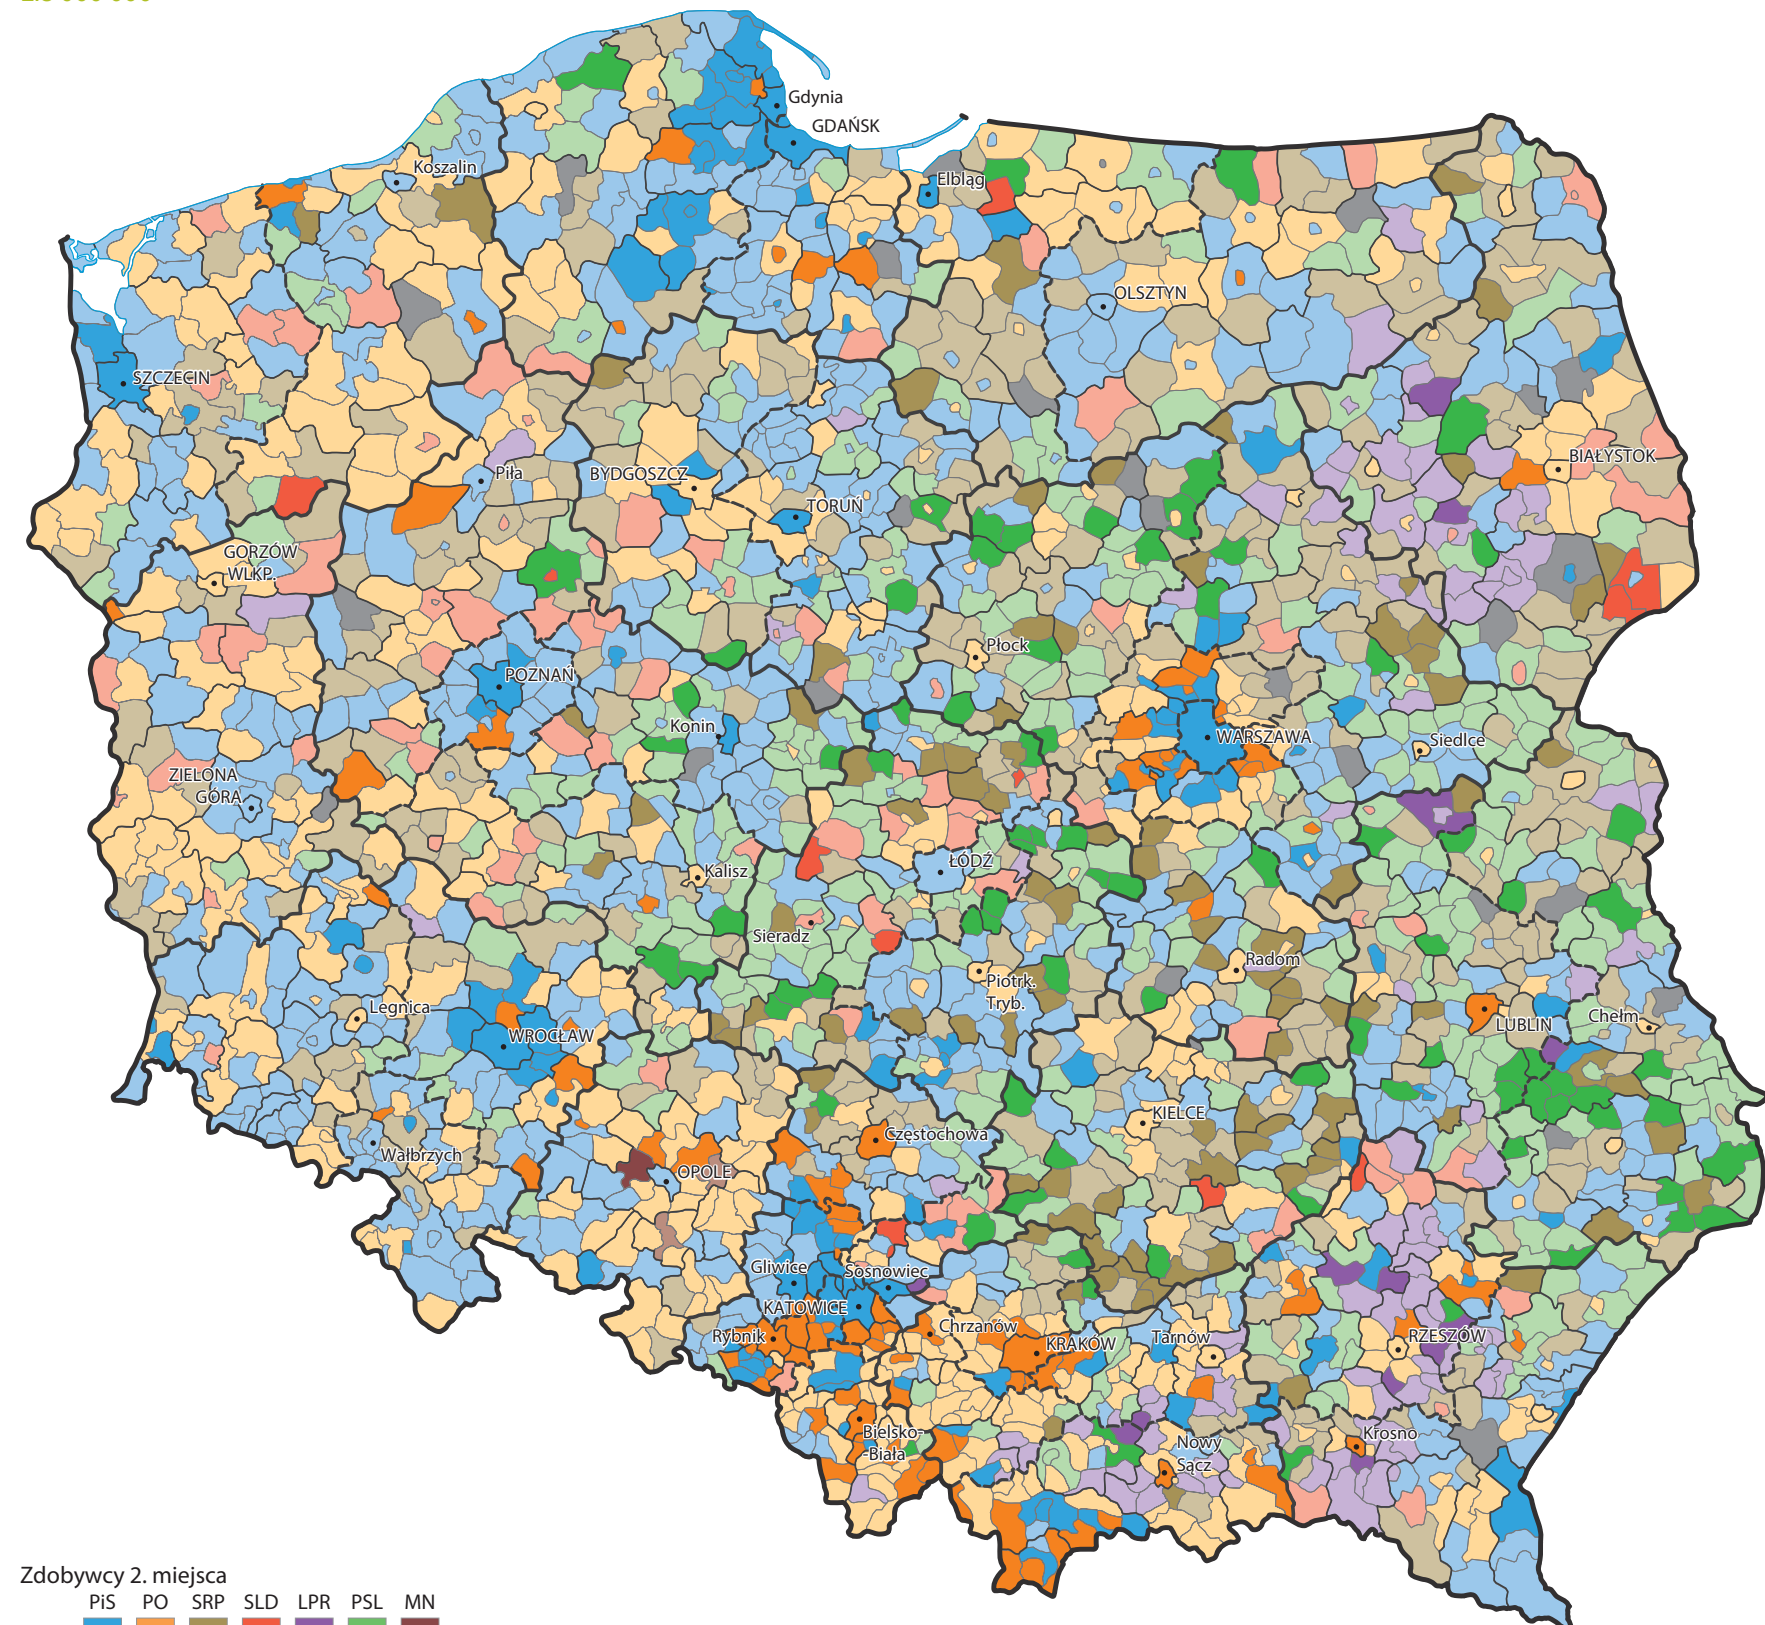 Gdynia
GDAŃSK
Koszalin
Elbląg
OLSZTYN
SZCZECIN
Piła
BYDGOSZCZ
BIAŁYSTOK
TORUŃ
GORZÓW
WLKP.
Płock
POZNAŃ
Konin
WARSZAWA
Siedlce
ZIELONA
GÓRA
ŁÓDŹ
Kalisz
Sieradz
Radom
Piotrk.
Tryb.
Legnica
LUBLIN
Chełm
WROCŁAW
KIELCE
Częstochowa
Wałbrzych
OPOLE
Gliwice
Sosnowiec
KATOWICE
Rybnik
Chrzanów
KRAKÓW
Tarnów
RZESZÓW
Bielsko-
-Biała
Nowy
Sącz
Krosno
Zdobywcy 2. miejsca
PiS PO SRP SLD LPR PSL MN